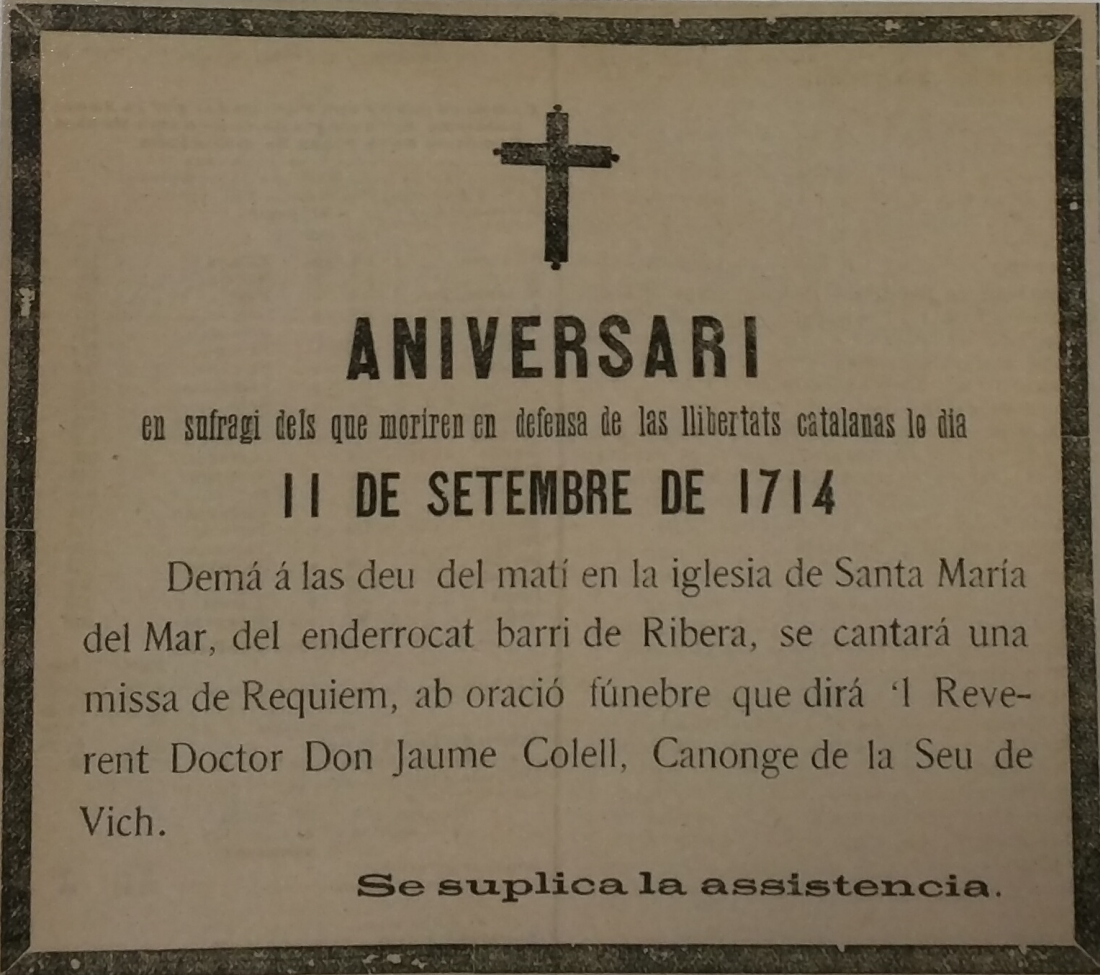 ANIVERSARI
en sufragi dels que moriren en defensa de las llibertats catalanas lo dia
11 DE SETEMBRE DE 1714
Demá á las deu del matí en la iglesia de Santa María
del Mar, del enderrocat barri de Ribera, se cantará una
missa de Requiem, ab oració fúnebre que dirá ‘l Reve-
rent Doctor Don Jaume Colell, Canonge de la Seu de
Vich.
Se suplica la assistencia.